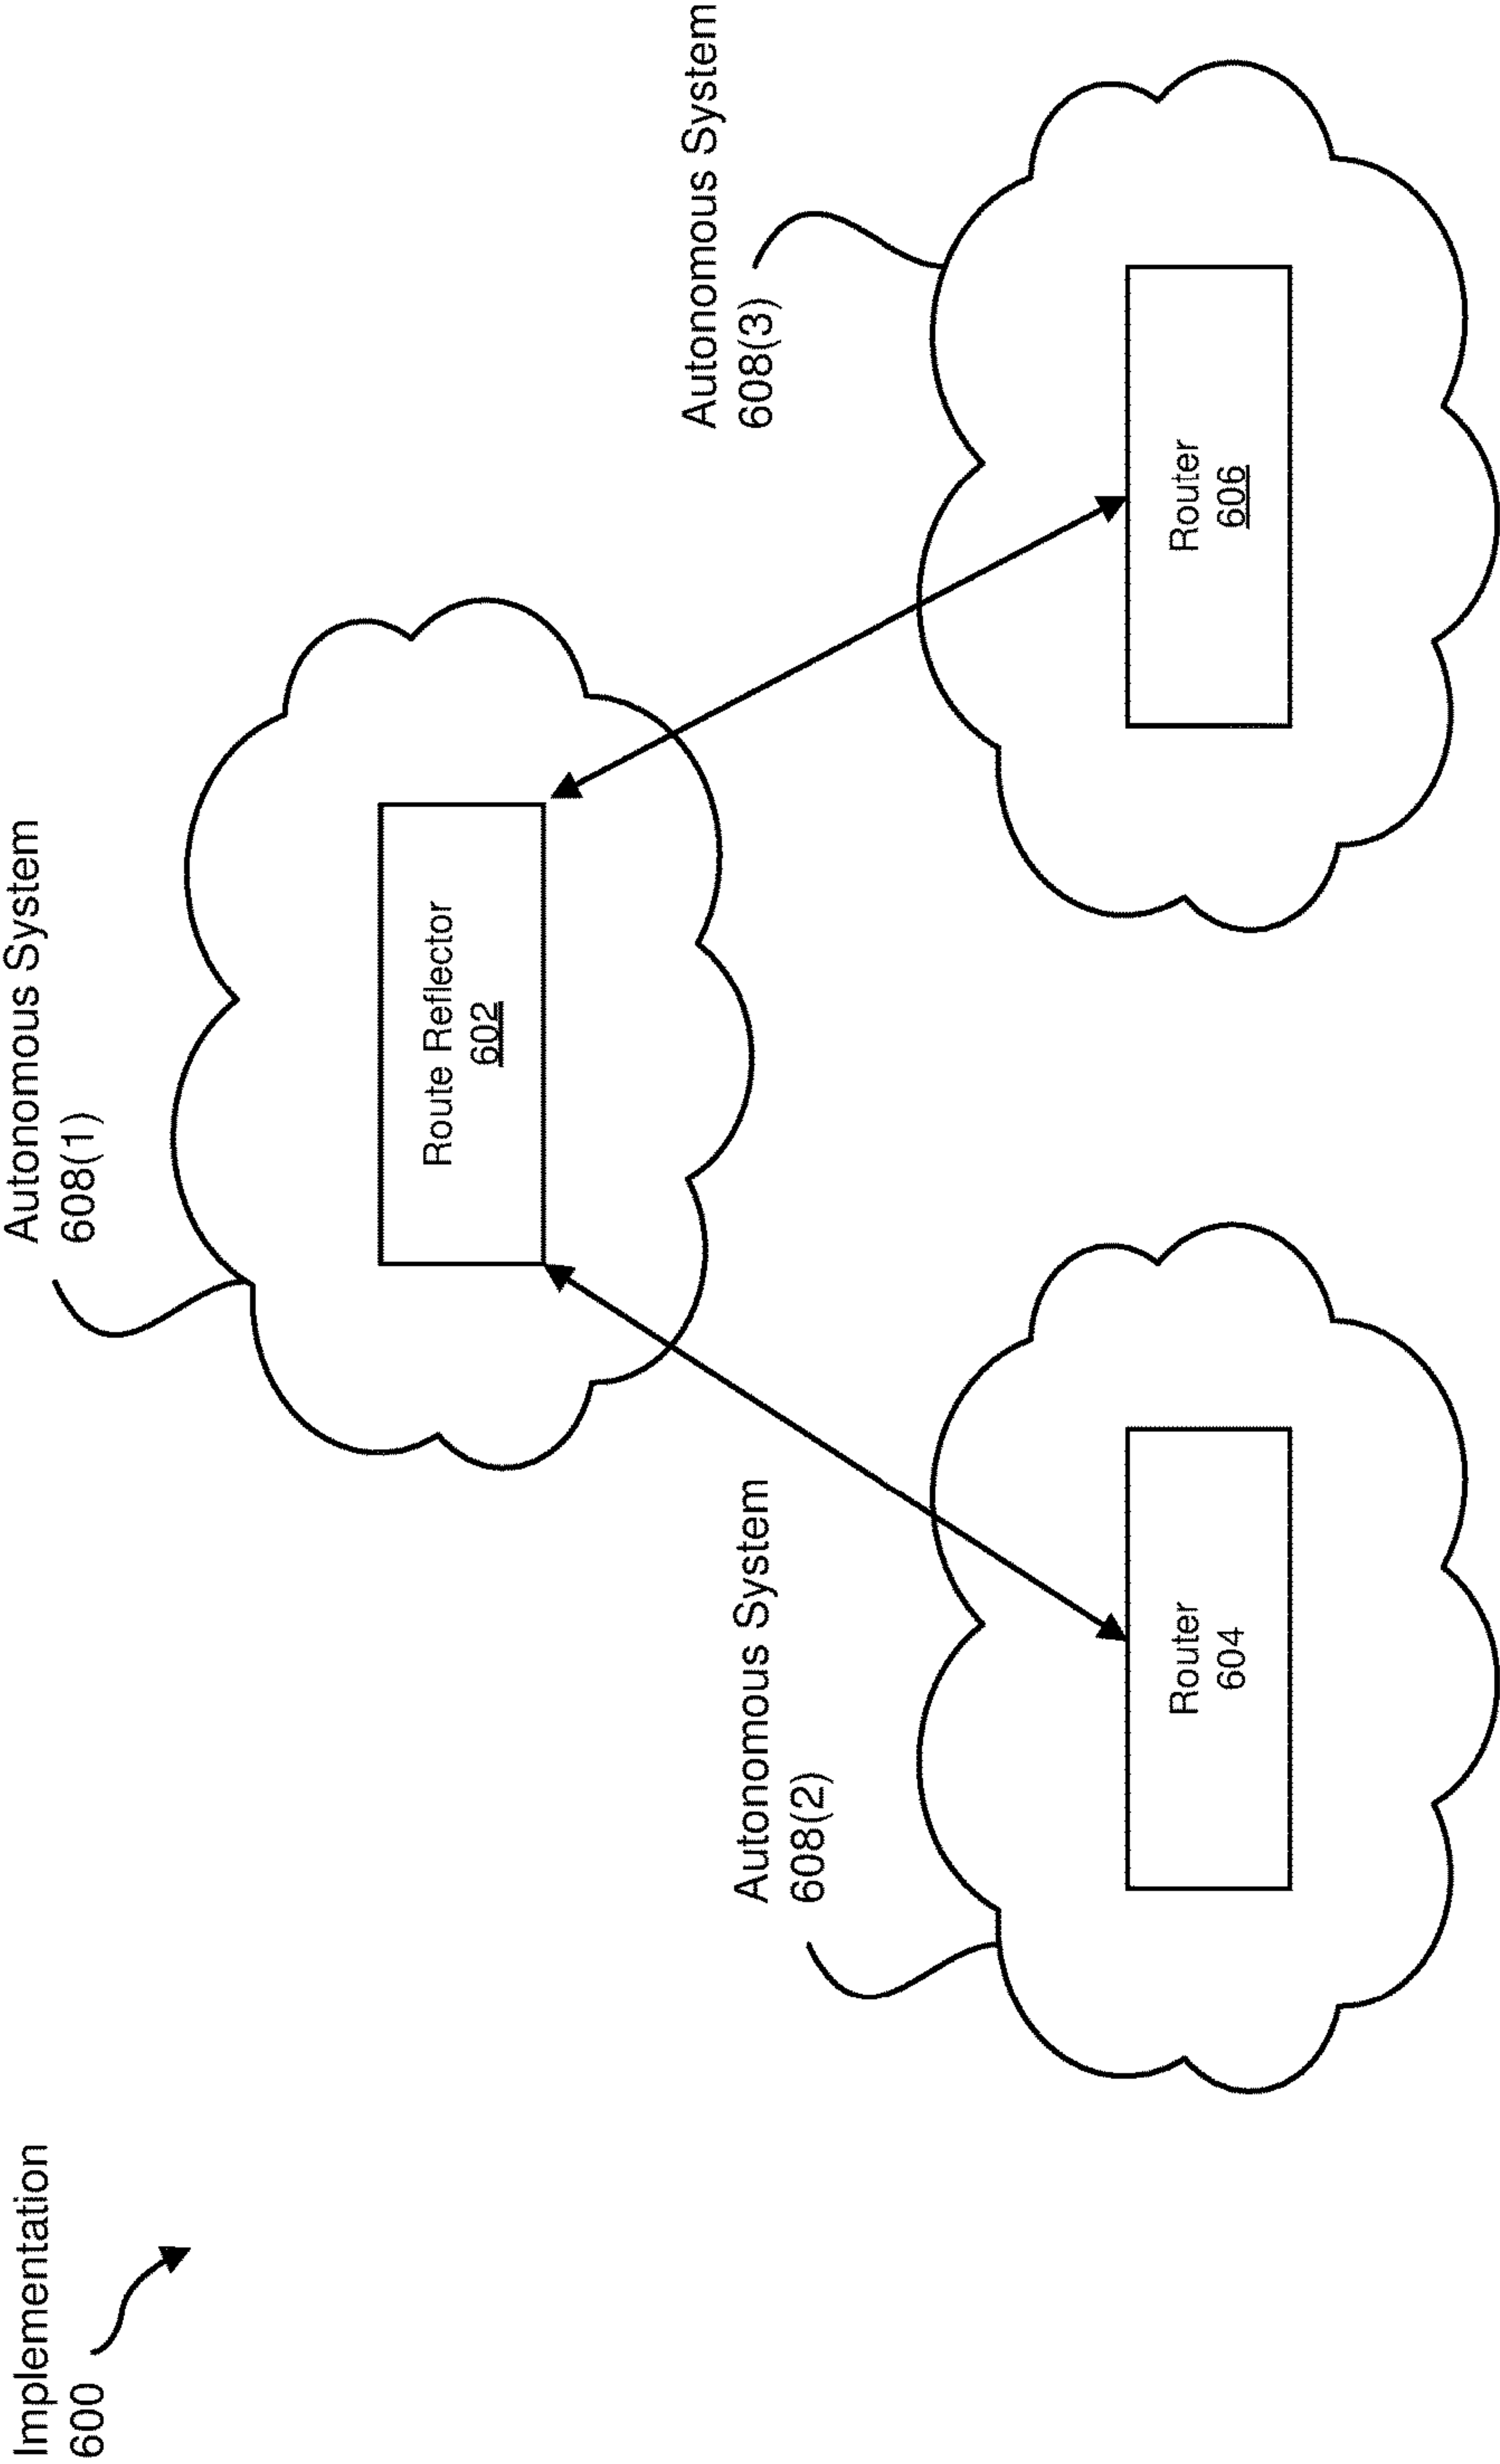 Implementation
600
Autonomous System
608(1)
Route Reflector
602
Autonomous System
608(2)
Router
604
Autonomous System
608(3)
Router
606